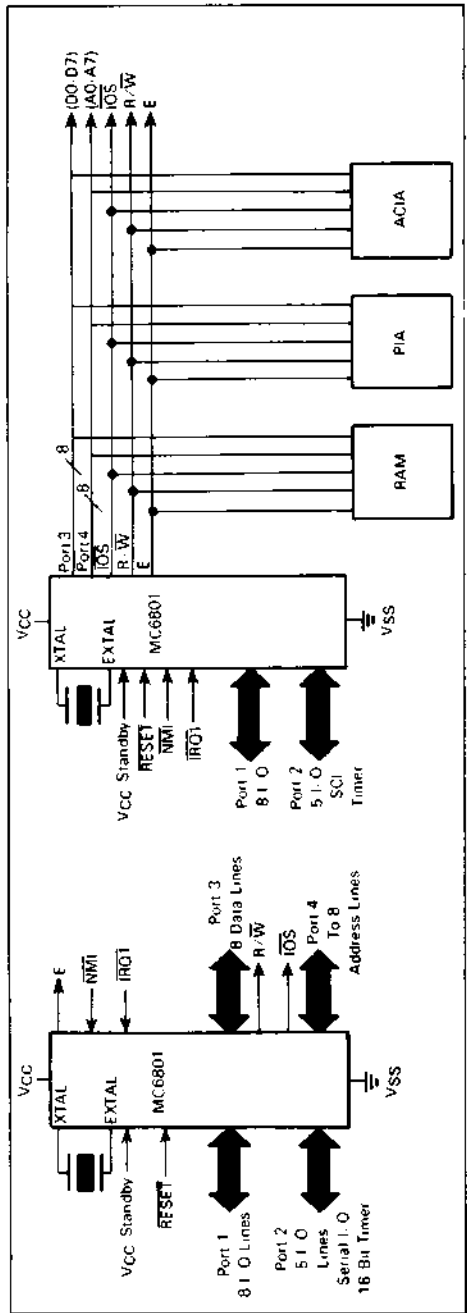 VCC
XTAL
EXTAL
MC6801
VCC Standby
RESET
E
NMI
IRQ1
Port 1
8 I O Lines
Port 2
5 I O
Lines
Serial I. O
16 Bit Timer
Port 3
8 Data Lines
R/W
IOS
Port 4
To 8
Address Lines
VSS
VCC
XTAL
EXTAL
MC6801
VCC Standby
RESET
NMI
IRQ1
Port 1
8 I O
Port 2
5 I·O
SCI
Timer
VSS
Port 3
Port 4
IOS
R·W
E
8
8
(D0-D7)
(A0-A7)
IOS
R/W
E
RAM
PIA
ACIA